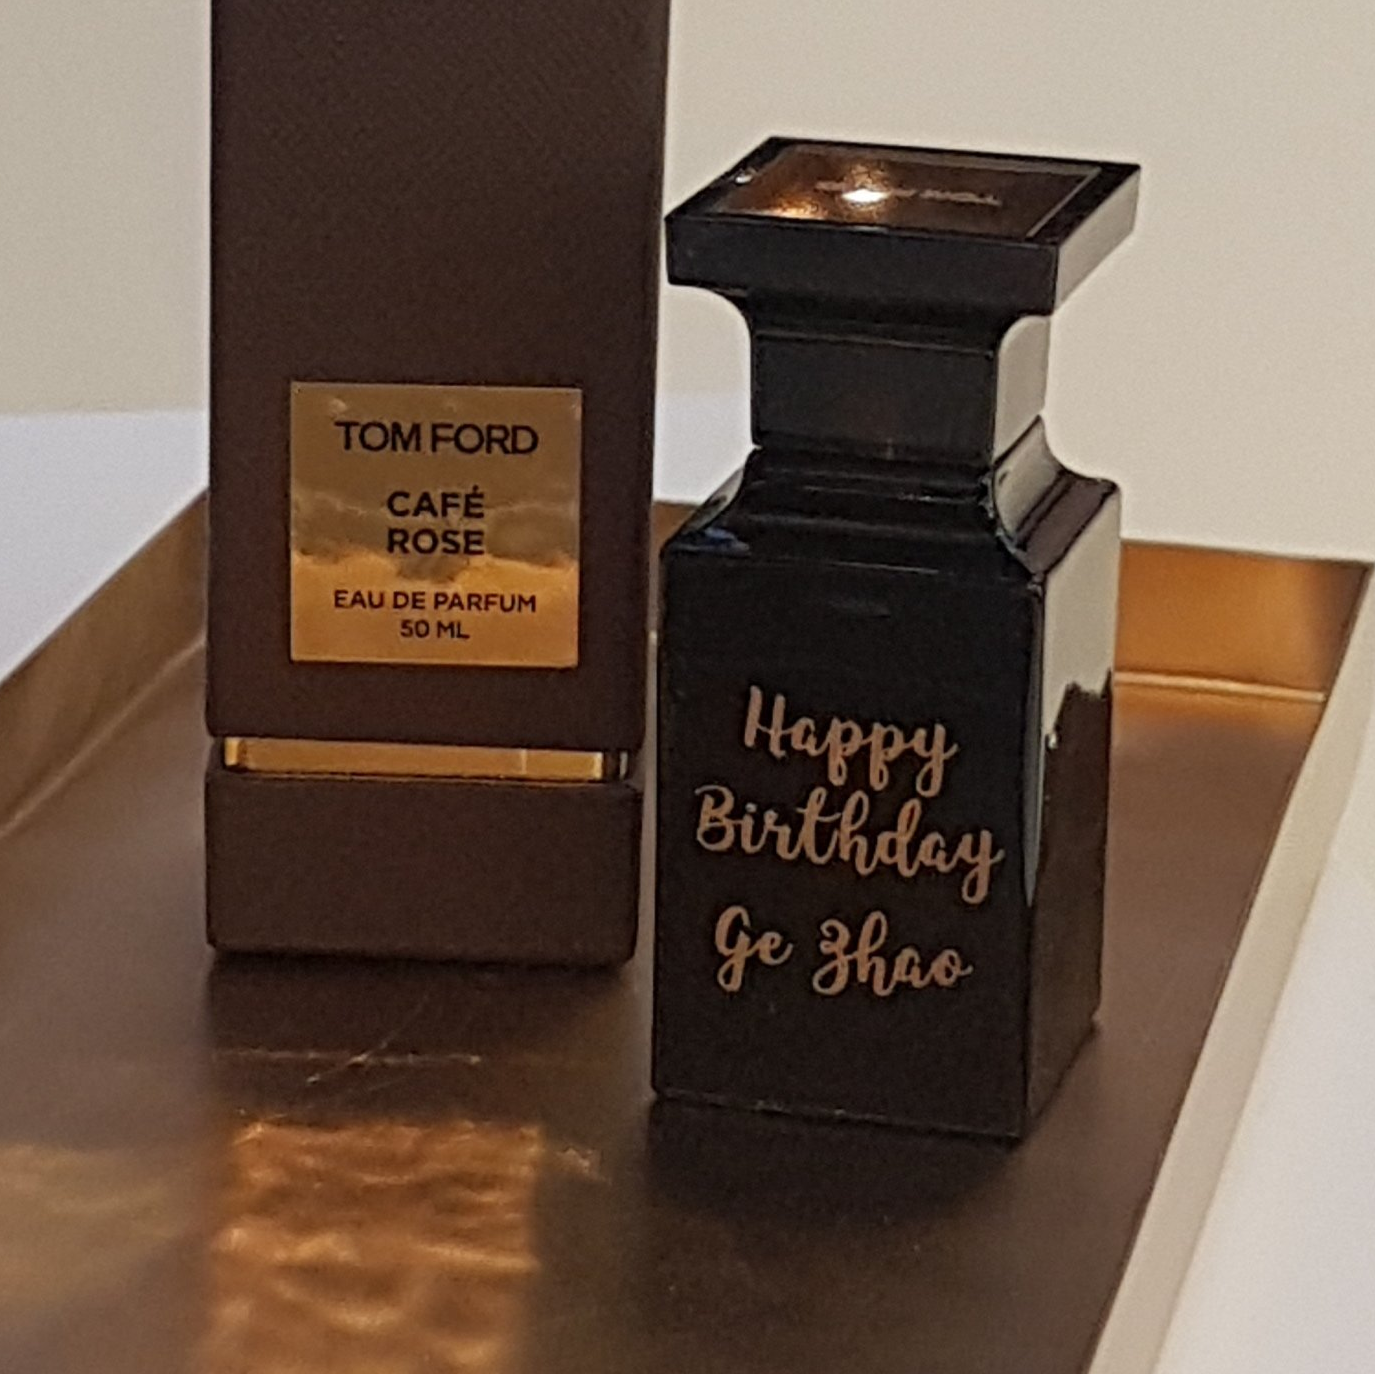 TOM FORD
CAFÉ
ROSE
EAU DE PARFUM
50 ML
Happy
Birthday
Ge Zhao